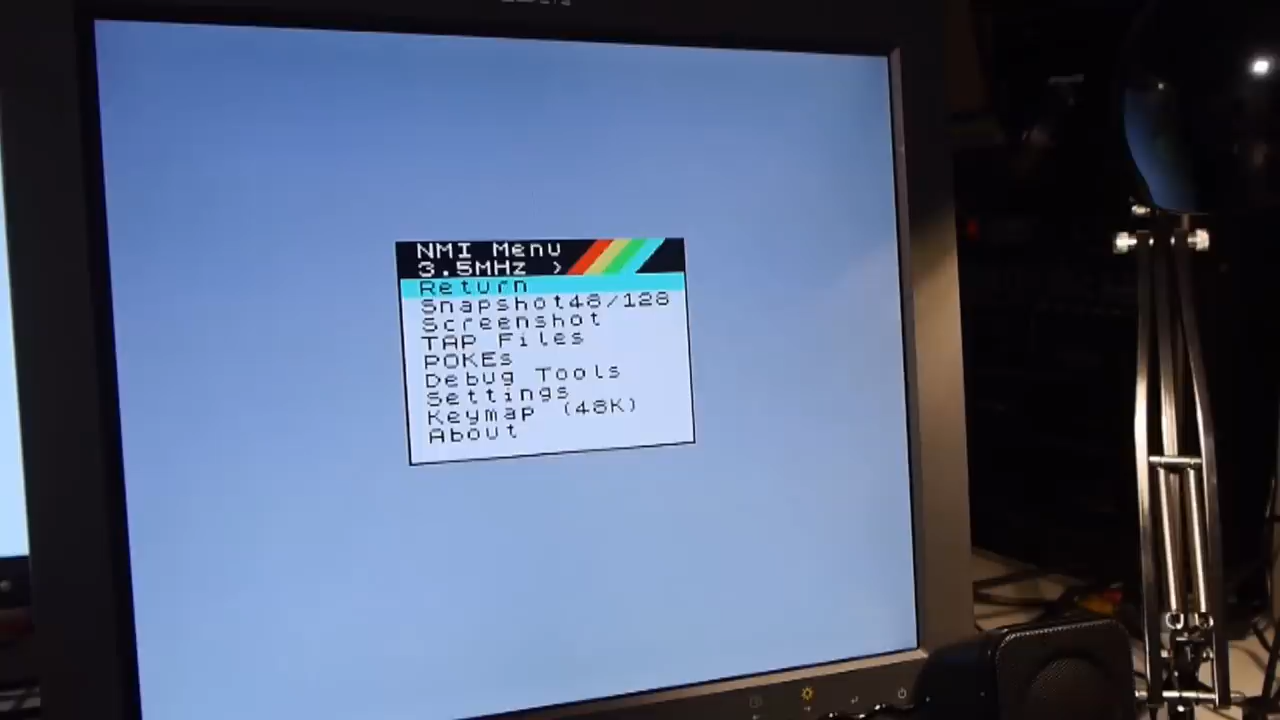 NMI Menu
3.5MHz >
Return
Snapshot48/128
Screenshot
TAP Files
POKEs
Debug Tools
Settings
Keymap (48K)
About